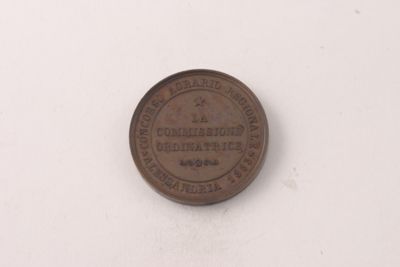 CONCORSO AGRARIO REGIONALE
LA
COMMISSIONE
ORDINATRICE
ALESSANDRIA